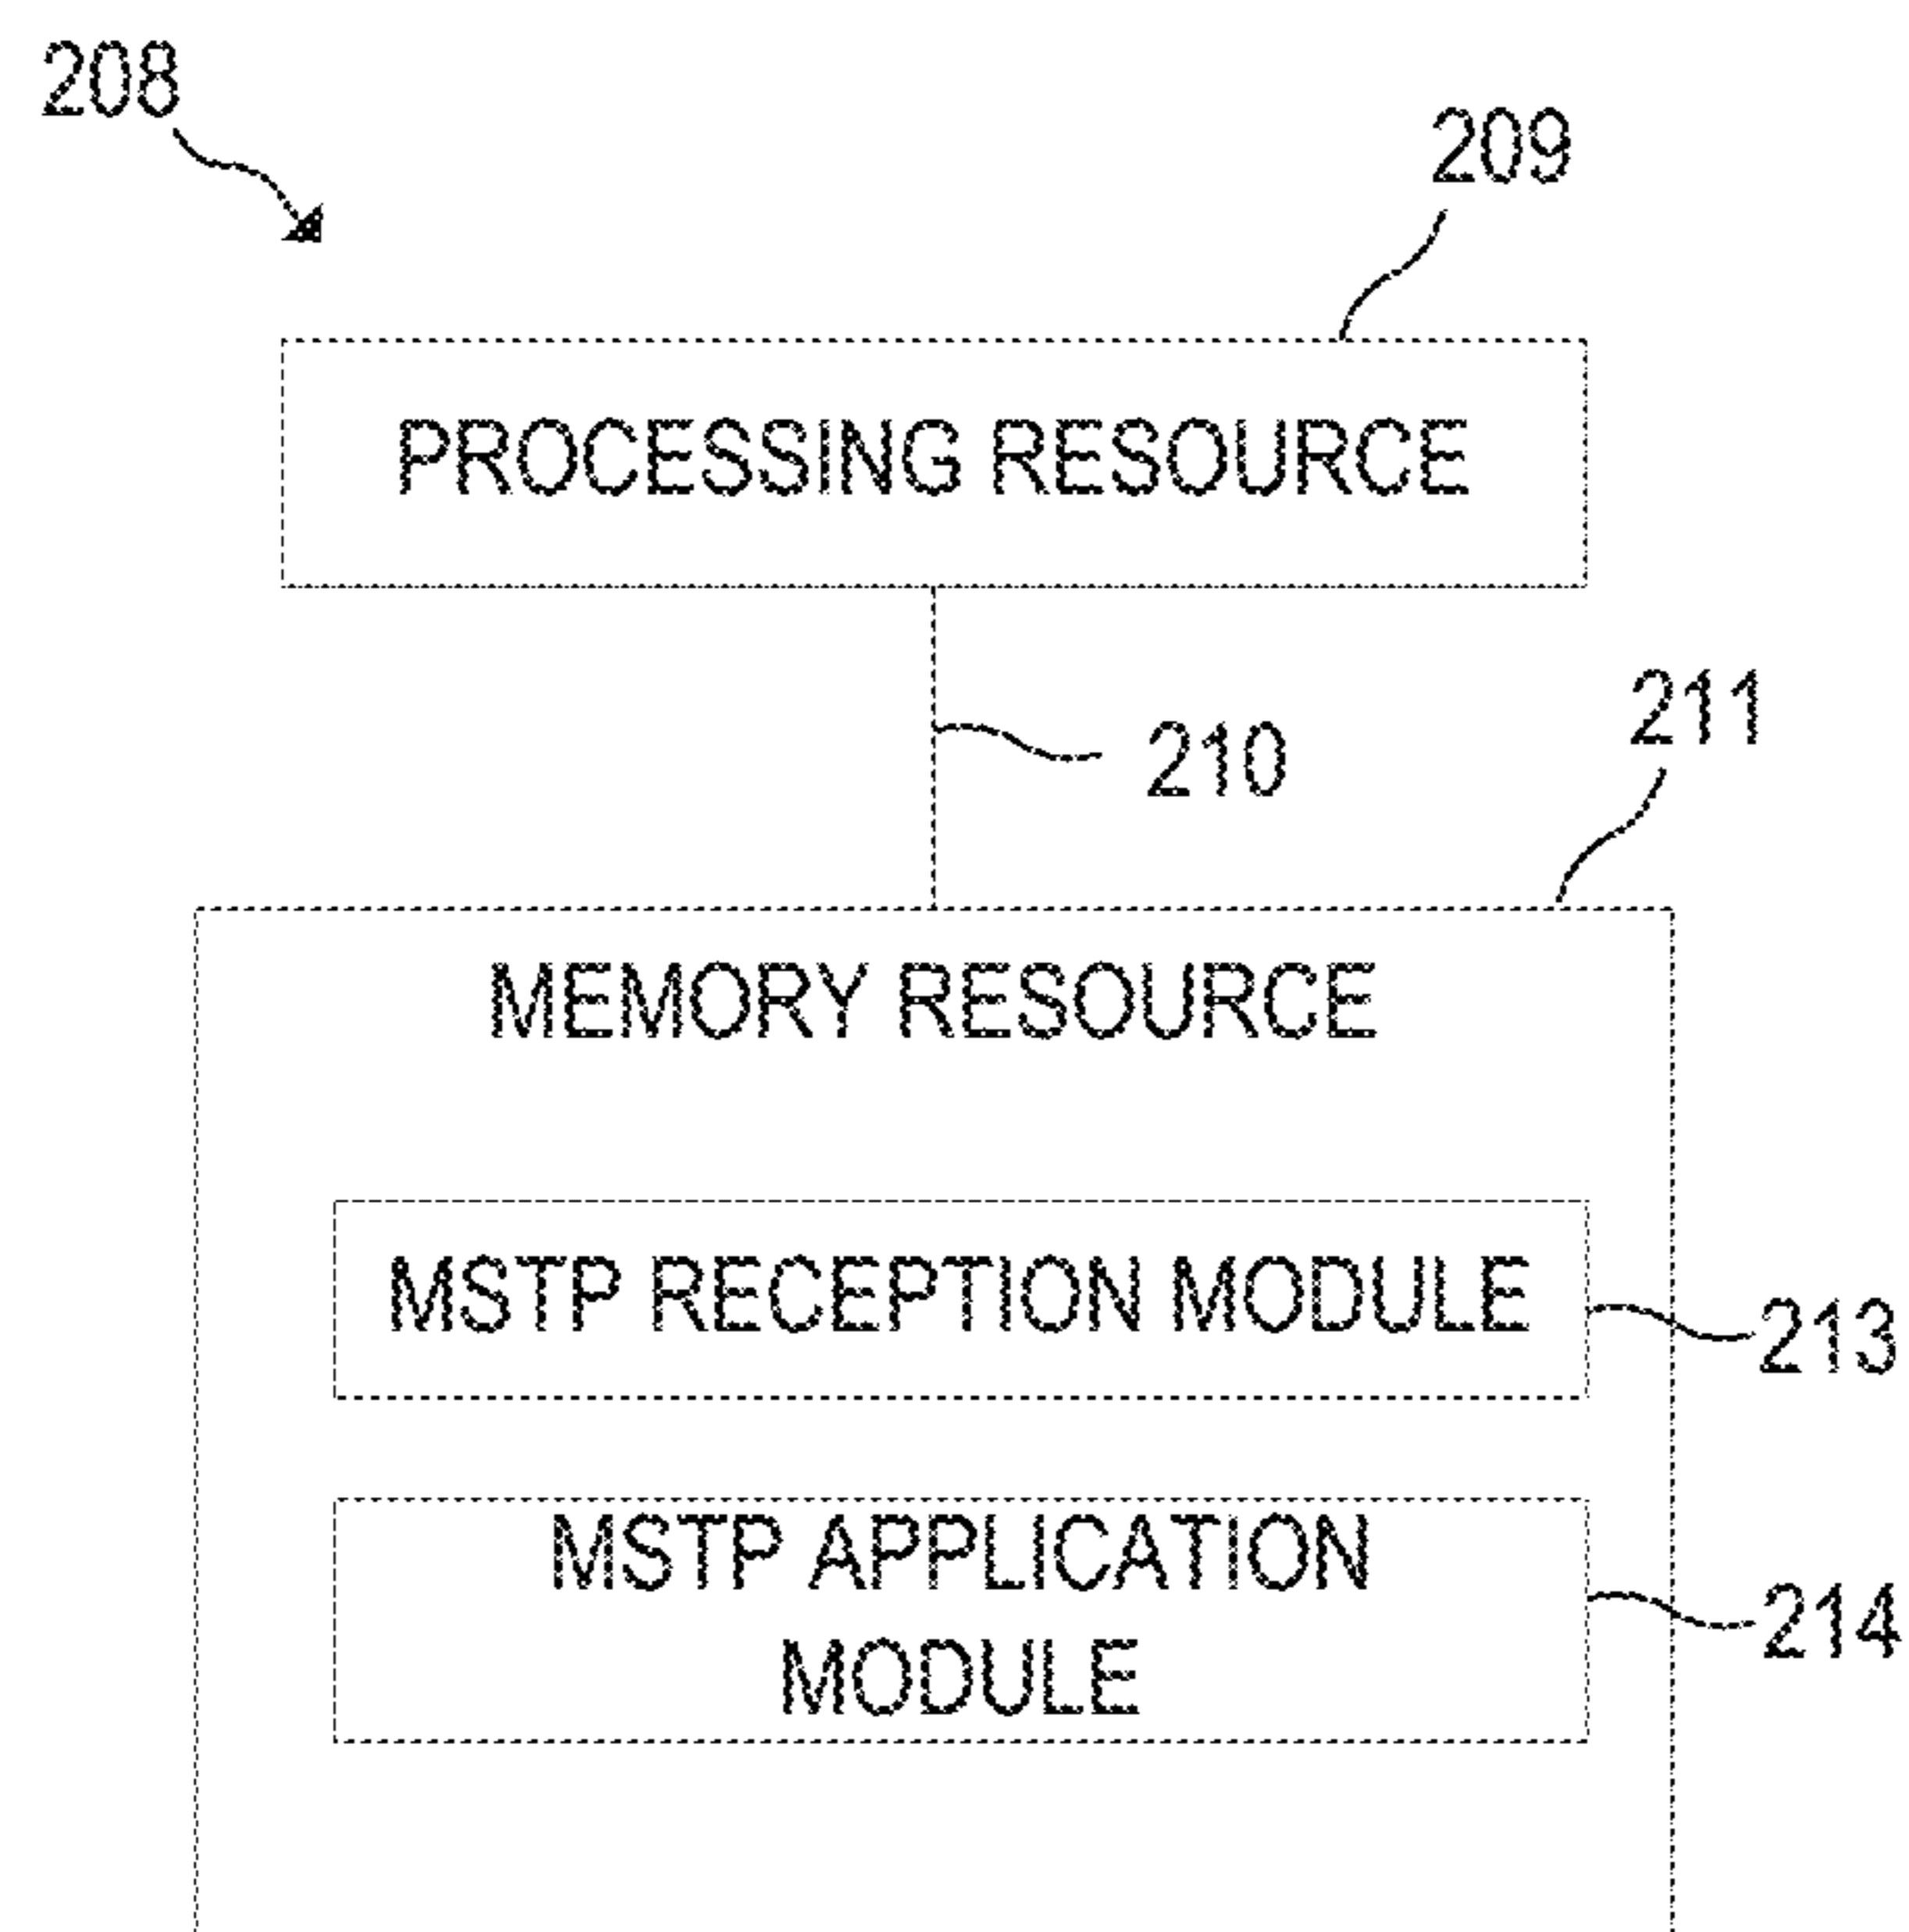 208
209
PROCESSING RESOURCE
210
211
MEMORY RESOURCE
MSTP RECEPTION MODULE
213
MSTP APPLICATION
MODULE
214